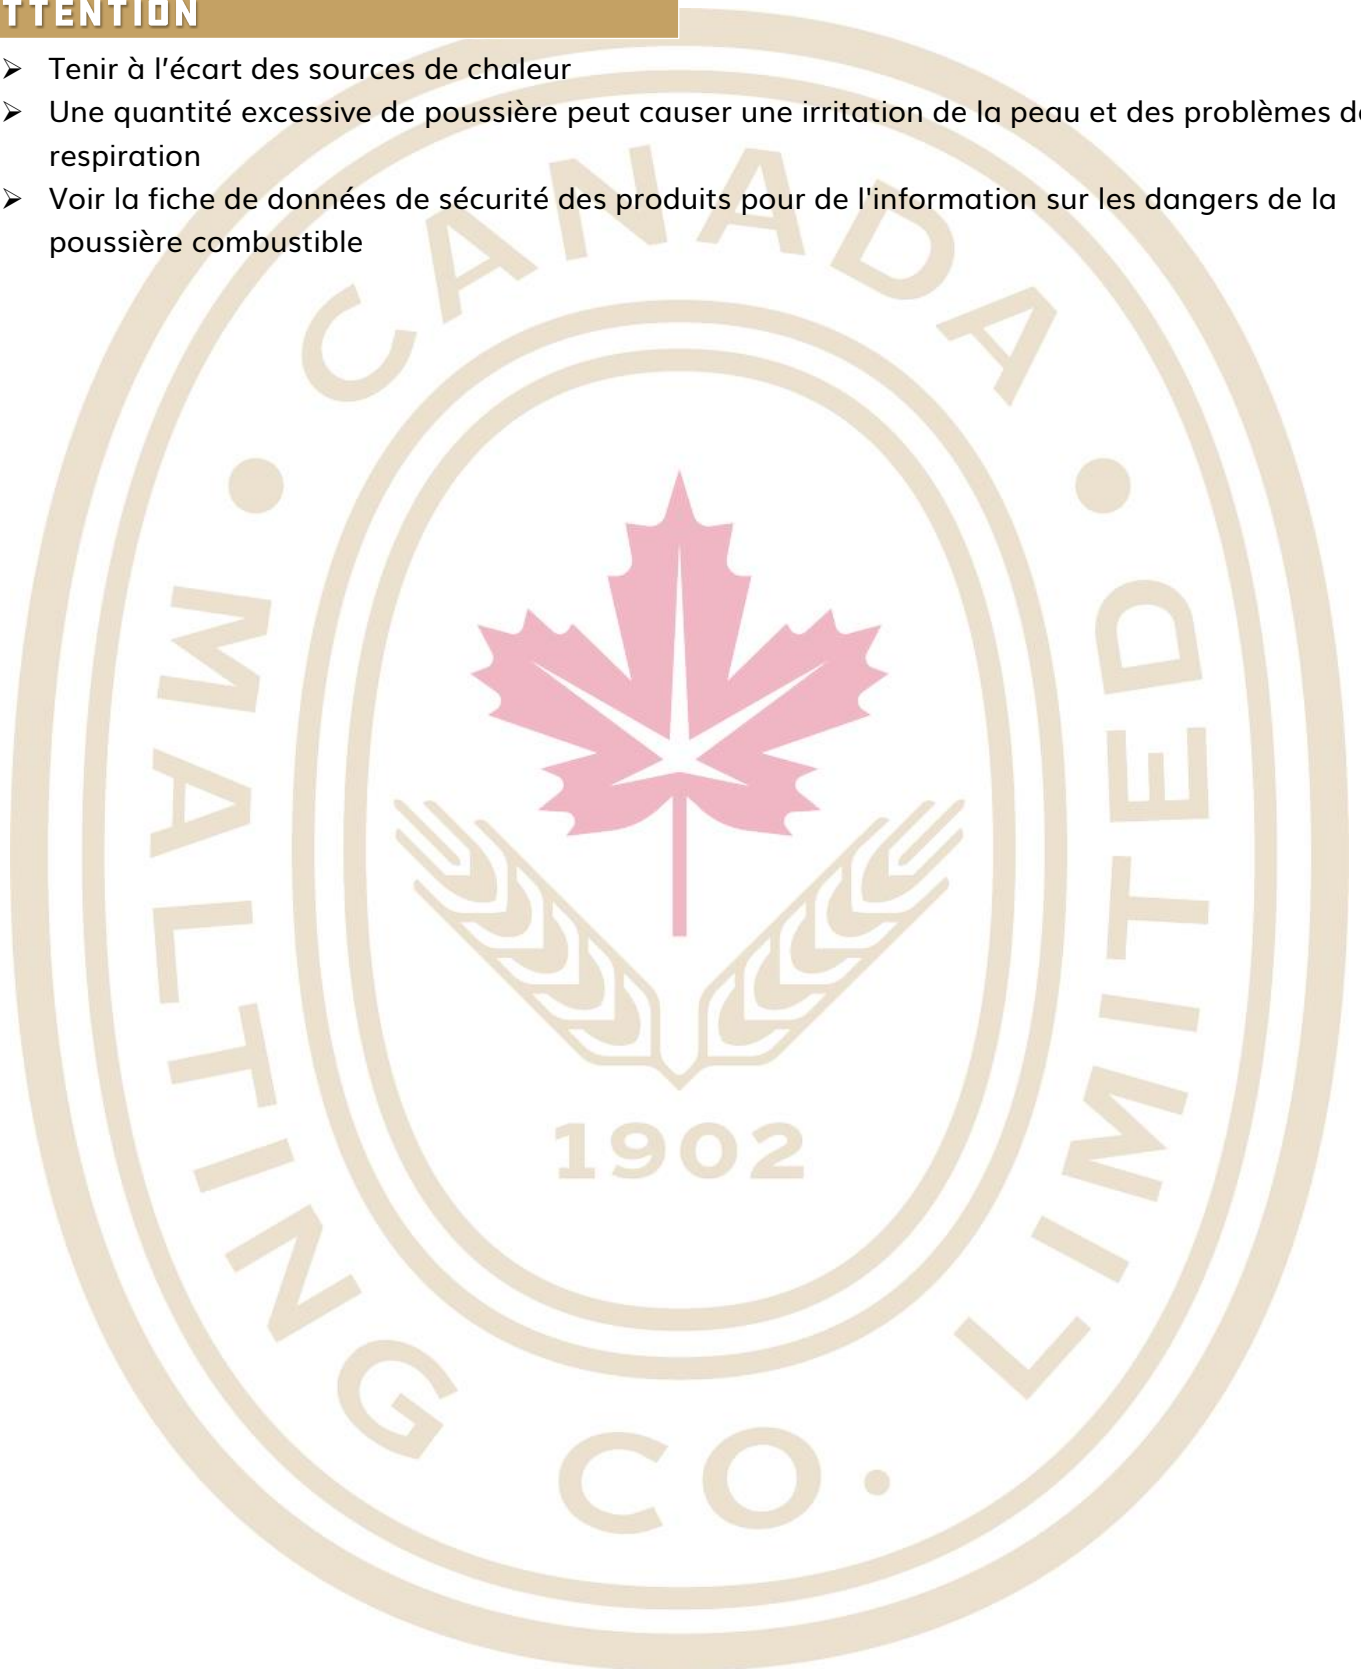 TTENTION
➢ Tenir à l'écart des sources de chaleur
➢ Une quantité excessive de poussière peut causer une irritation de la peau et des problèmes de
respiration
➢ Voir la fiche de données de sécurité des produits pour de l'information sur les dangers de la
poussière combustible
CANADA
MALTING CO. LIMITED
1902